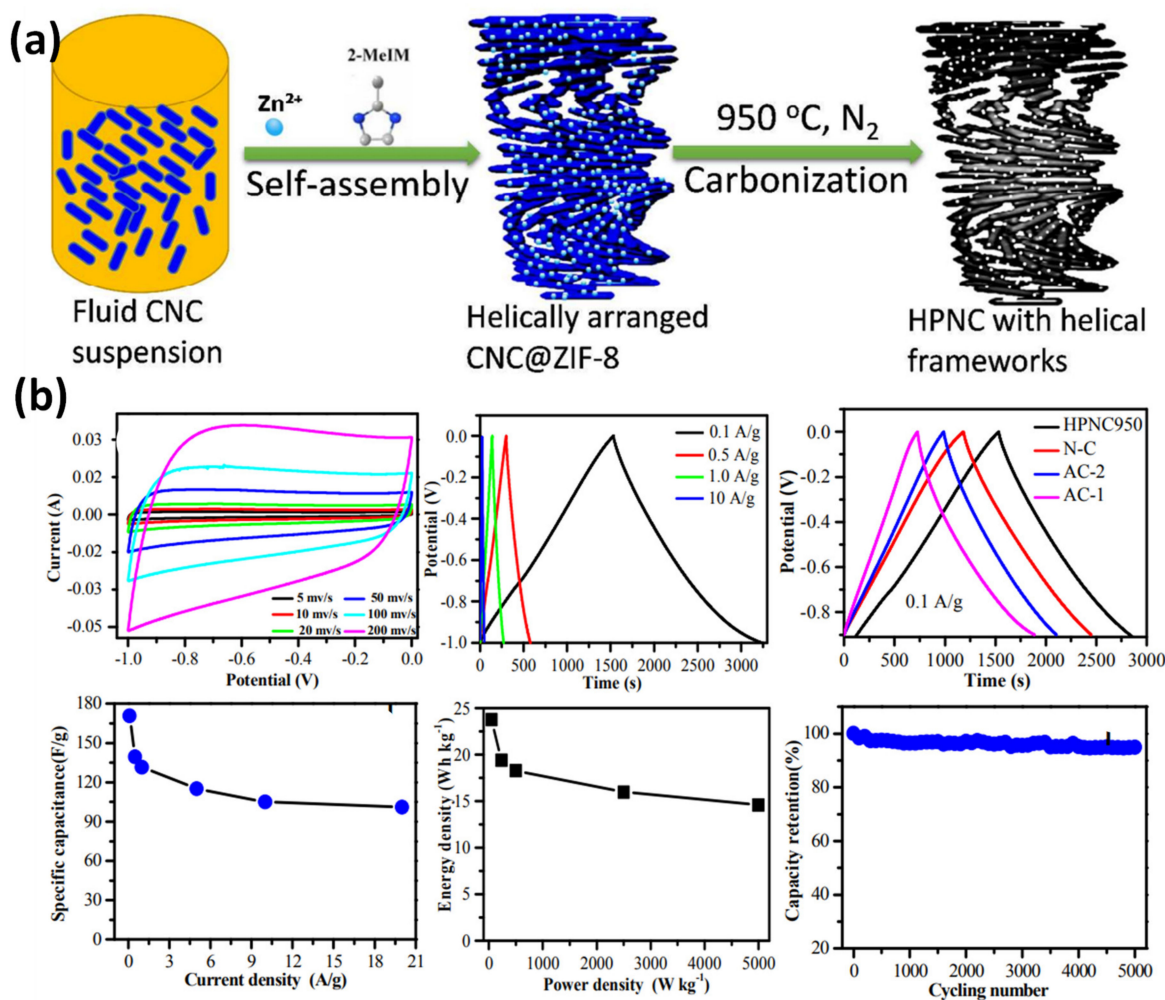 (a)
2-MeIM
Zn²⁺
950 °C, N₂
Self-assembly
Carbonization
Fluid CNC
suspension
Helically arranged
CNC@ZIF-8
HPNC with helical
frameworks
(b)
Current (A)
0.03
0.02
0.00
-0.02
-0.03
-0.05
5 mv/s
50 mv/s
10 mv/s
100 mv/s
20 mv/s
200 mv/s
-1.0
-0.8
-0.6
-0.4
-0.2
0.0
Potential (V)
Potential (V)
0.0
-0.2
-0.4
-0.6
-0.8
-1.0
0.1 A/g
0.5 A/g
1.0 A/g
10 A/g
0
500
1000
1500
2000
2500
3000
Time (s)
Potential (V)
0.0
-0.2
-0.4
-0.6
-0.8
HPNC950
N-C
AC-2
AC-1
0.1 A/g
0
500
1000
1500
2000
2500
3000
Time (s)
Specific capacitance(F/g)
180
150
120
90
60
30
0
0
3
6
9
12
15
18
21
Current density (A/g)
Energy density (Wh kg⁻¹)
25
20
15
10
5
0
0
1000
2000
3000
4000
5000
Power density (W kg⁻¹)
Capacity retention(%)
100
80
60
40
20
0
1000
2000
3000
4000
5000
Cycling number